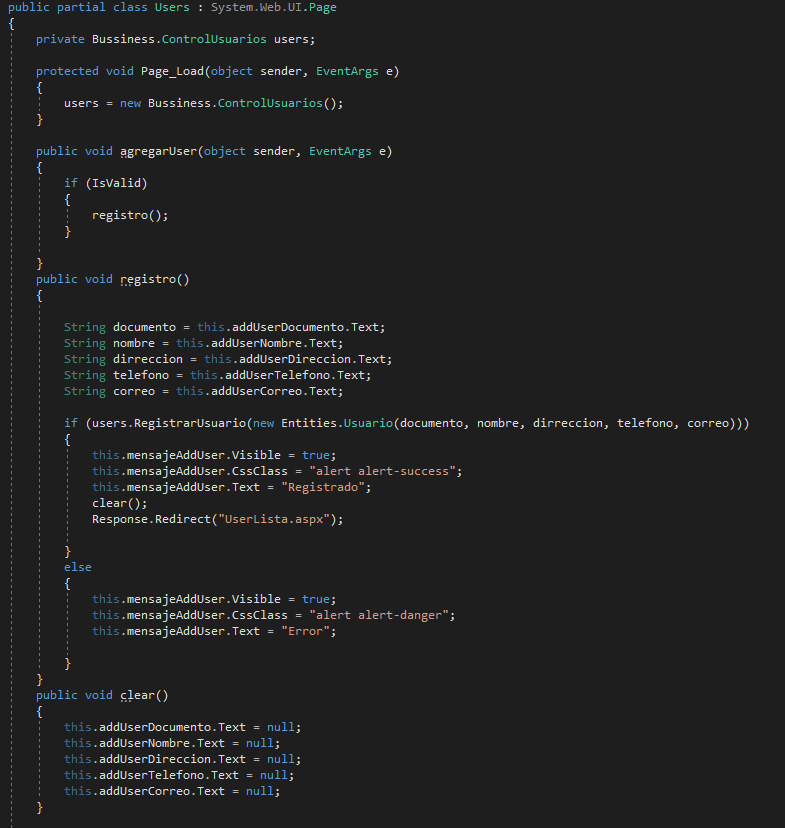 public partial class Users : System.Web.UI.Page
{
    private Bussiness.ControlUsuarios users;

    protected void Page_Load(object sender, EventArgs e)
    {
        users = new Bussiness.ControlUsuarios();
    }

    public void agregarUser(object sender, EventArgs e)
    {
        if (IsValid)
        {
            registro();
        }

    }
    public void registro()
    {

        String documento = this.addUserDocumento.Text;
        String nombre = this.addUserNombre.Text;
        String dirreccion = this.addUserDireccion.Text;
        String telefono = this.addUserTelefono.Text;
        String correo = this.addUserCorreo.Text;

        if (users.RegistrarUsuario(new Entities.Usuario(documento, nombre, dirreccion, telefono, correo)))
        {
            this.mensajeAddUser.Visible = true;
            this.mensajeAddUser.CssClass = "alert alert-success";
            this.mensajeAddUser.Text = "Registrado";
            clear();
            Response.Redirect("UserLista.aspx");

        }
        else
        {
            this.mensajeAddUser.Visible = true;
            this.mensajeAddUser.CssClass = "alert alert-danger";
            this.mensajeAddUser.Text = "Error";

        }
    }
    public void clear()
    {
        this.addUserDocumento.Text = null;
        this.addUserNombre.Text = null;
        this.addUserDireccion.Text = null;
        this.addUserTelefono.Text = null;
        this.addUserCorreo.Text = null;
    }